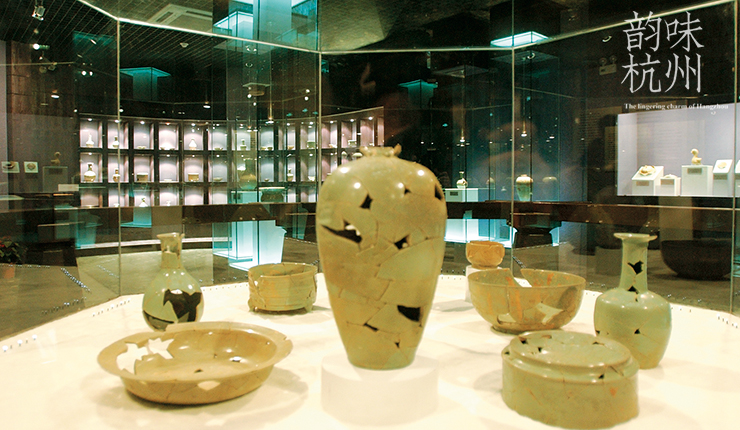 韵味
杭州
The lingering charm of Hangzhou